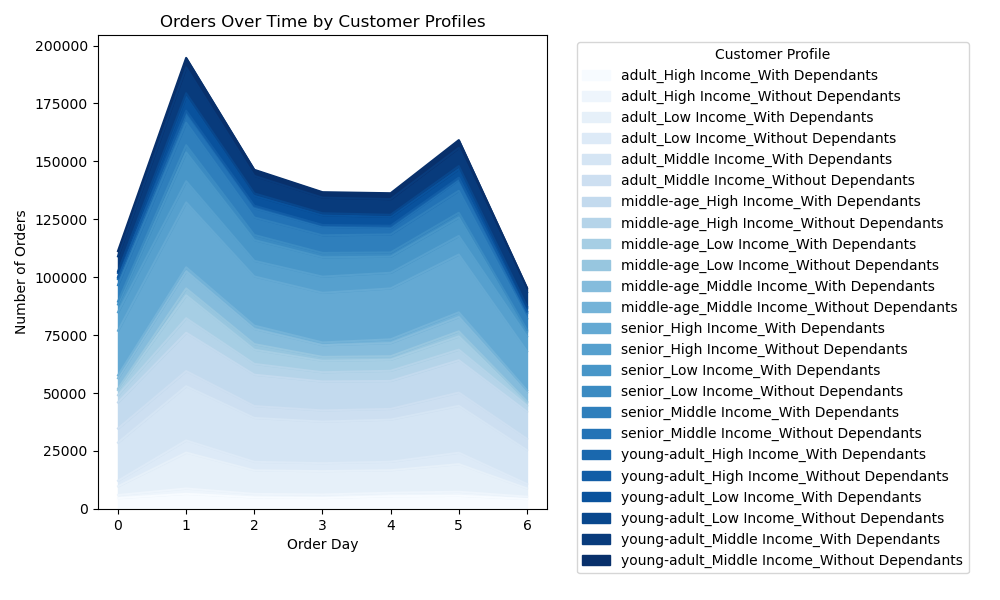 Orders Over Time by Customer Profiles
200000
175000
150000
125000
100000
75000
50000
25000
0
Number of Orders
0 1 2 3 4 5 6
Order Day
Customer Profile
adult_High Income_With Dependants
adult_High Income_Without Dependants
adult_Low Income_With Dependants
adult_Low Income_Without Dependants
adult_Middle Income_With Dependants
adult_Middle Income_Without Dependants
middle-age_High Income_With Dependants
middle-age_High Income_Without Dependants
middle-age_Low Income_With Dependants
middle-age_Low Income_Without Dependants
middle-age_Middle Income_With Dependants
middle-age_Middle Income_Without Dependants
senior_High Income_With Dependants
senior_High Income_Without Dependants
senior_Low Income_With Dependants
senior_Low Income_Without Dependants
senior_Middle Income_With Dependants
senior_Middle Income_Without Dependants
young-adult_High Income_With Dependants
young-adult_High Income_Without Dependants
young-adult_Low Income_With Dependants
young-adult_Low Income_Without Dependants
young-adult_Middle Income_With Dependants
young-adult_Middle Income_Without Dependants